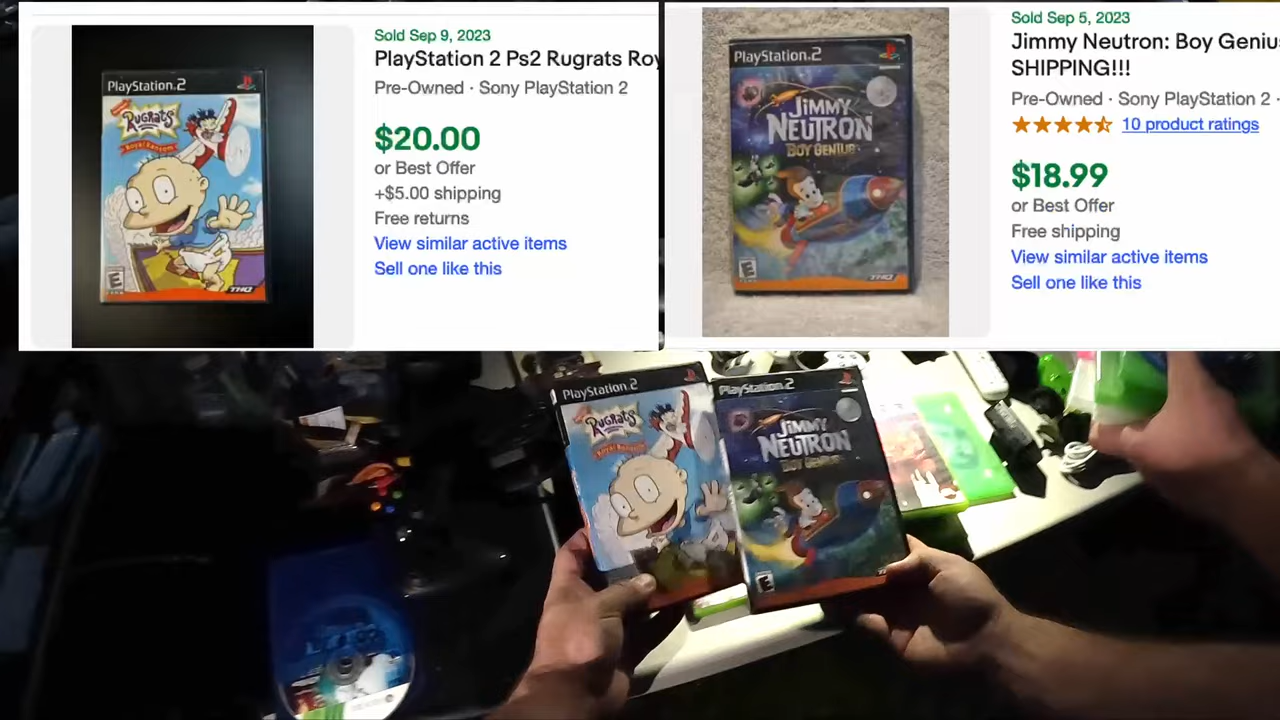 Sold Sep 9, 2023
PlayStation 2 Ps2 Rugrats Roy
Pre-Owned · Sony PlayStation 2
$20.00
or Best Offer
+$5.00 shipping
Free returns
View similar active items
Sell one like this
PlayStation.2
RUGRATS
ROYAL RANSOM
E
THQ
Sold Sep 5, 2023
Jimmy Neutron: Boy Geniu
SHIPPING!!!
Pre-Owned · Sony PlayStation 2 ·
10 product ratings
$18.99
or Best Offer
Free shipping
View similar active items
Sell one like this
PlayStation.2
JIMMY
NEUTRON
BOY GENIUS
E
THQ
PlayStation.2
RUGRATS
ROYAL RANSOM
PlayStation.2
JIMMY
NEUTRON
BOY GENIUS
E